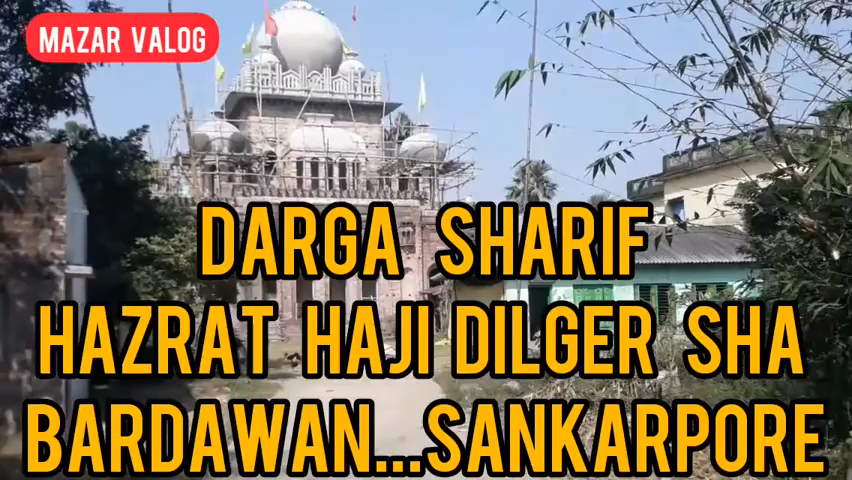 MAZAR VALOG
DARGA SHARIF
HAZRAT HAJI DILGER SHA
BARDAWAN...SANKARPORE